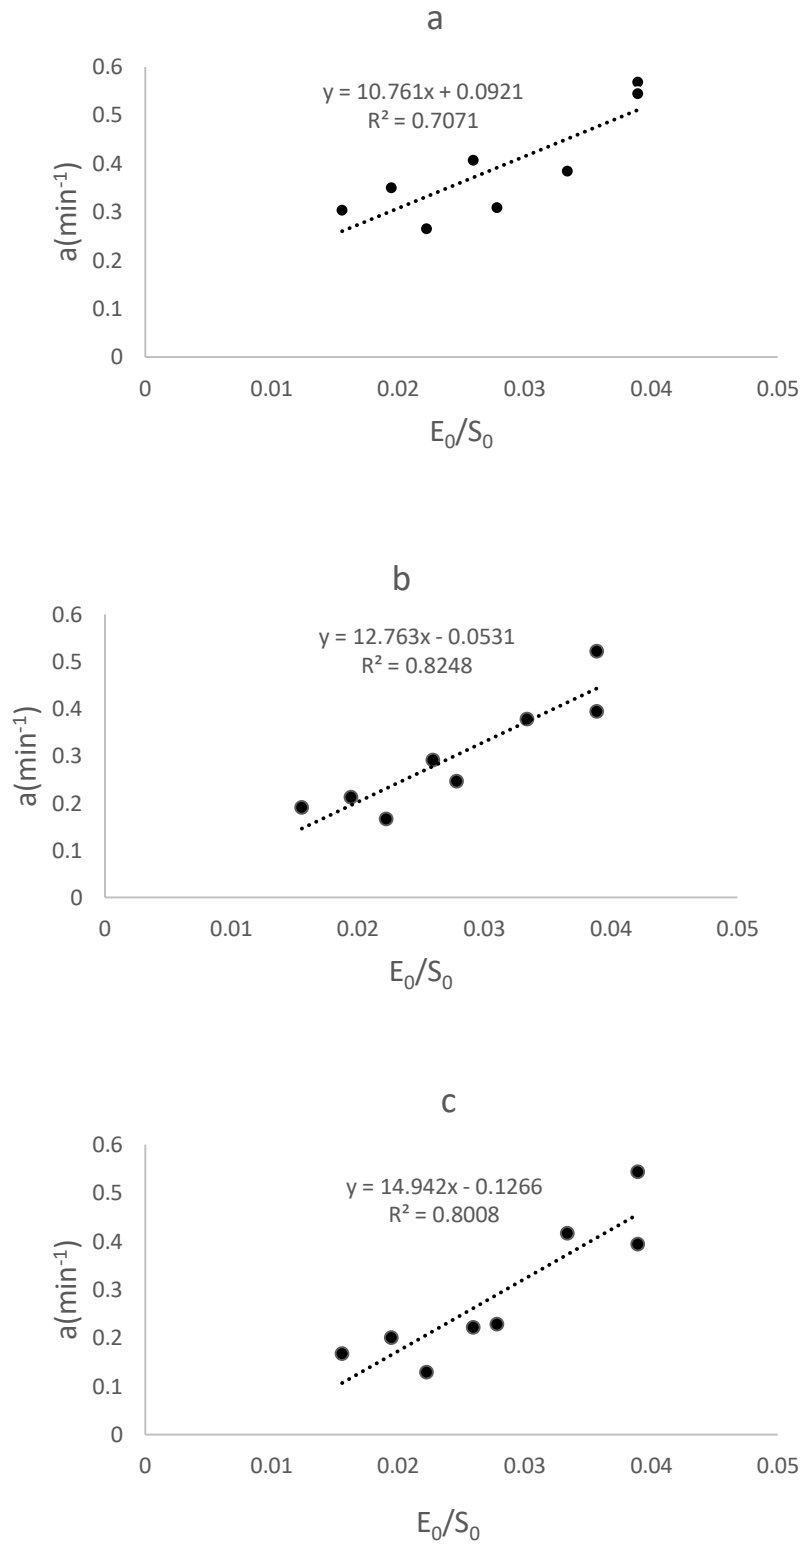 a
y = 10.761x + 0.0921
R² = 0.7071
0.6
0.5
0.4
0.3
0.2
0.1
0
a(min⁻¹)
0 0.01 0.02 0.03 0.04 0.05
E₀/S₀
b
y = 12.763x - 0.0531
R² = 0.8248
0.6
0.5
0.4
0.3
0.2
0.1
0
a(min⁻¹)
0 0.01 0.02 0.03 0.04 0.05
E₀/S₀
c
y = 14.942x - 0.1266
R² = 0.8008
0.6
0.5
0.4
0.3
0.2
0.1
0
a(min⁻¹)
0 0.01 0.02 0.03 0.04 0.05
E₀/S₀